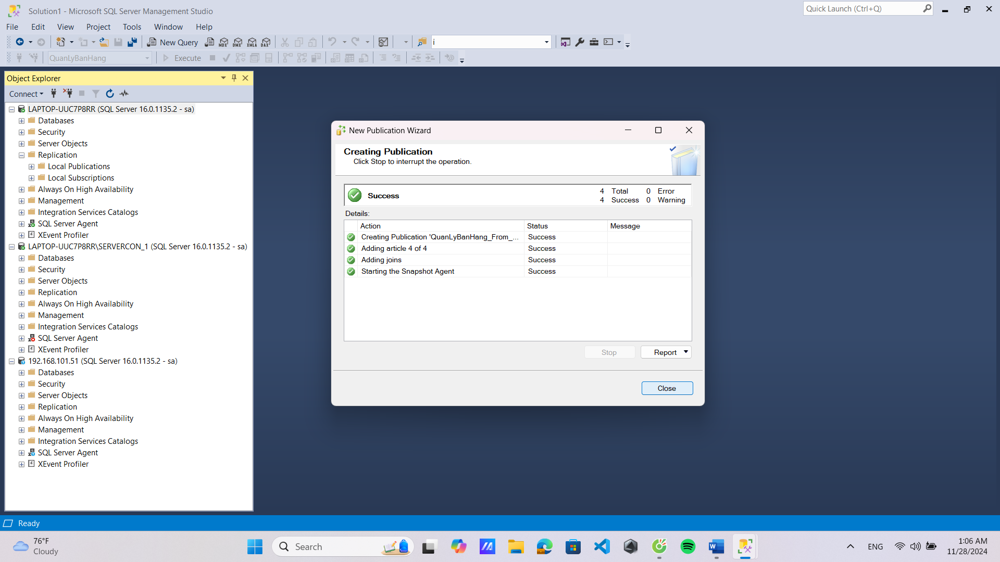 Solution1 - Microsoft SQL Server Management Studio
Quick Launch (Ctrl+Q)
File Edit View Project Tools Window Help
New Query MDX DMX XMLA DAX i
QuanLyBanHang Execute
Object Explorer
Connect
LAPTOP-UUC7P8RR (SQL Server 16.0.1135.2 - sa)
Databases
Security
Server Objects
Replication
Local Publications
Local Subscriptions
Always On High Availability
Management
Integration Services Catalogs
SQL Server Agent
XEvent Profiler
LAPTOP-UUC7P8RR\SERVERCON_1 (SQL Server 16.0.1135.2 - sa)
Databases
Security
Server Objects
Replication
Always On High Availability
Management
Integration Services Catalogs
SQL Server Agent
XEvent Profiler
192.168.101.51 (SQL Server 16.0.1135.2 - sa)
Databases
Security
Server Objects
Replication
Always On High Availability
Management
Integration Services Catalogs
SQL Server Agent
XEvent Profiler
New Publication Wizard
Creating Publication
Click Stop to interrupt the operation.
Success
4 Total 0 Error
4 Success 0 Warning
Details:
Action Status Message
Creating Publication 'QuanLyBanHang_From_... Success
Adding article 4 of 4 Success
Adding joins Success
Starting the Snapshot Agent Success
Stop Report
Close
Ready
76°F
Cloudy
Search
ENG
1:06 AM
11/28/2024